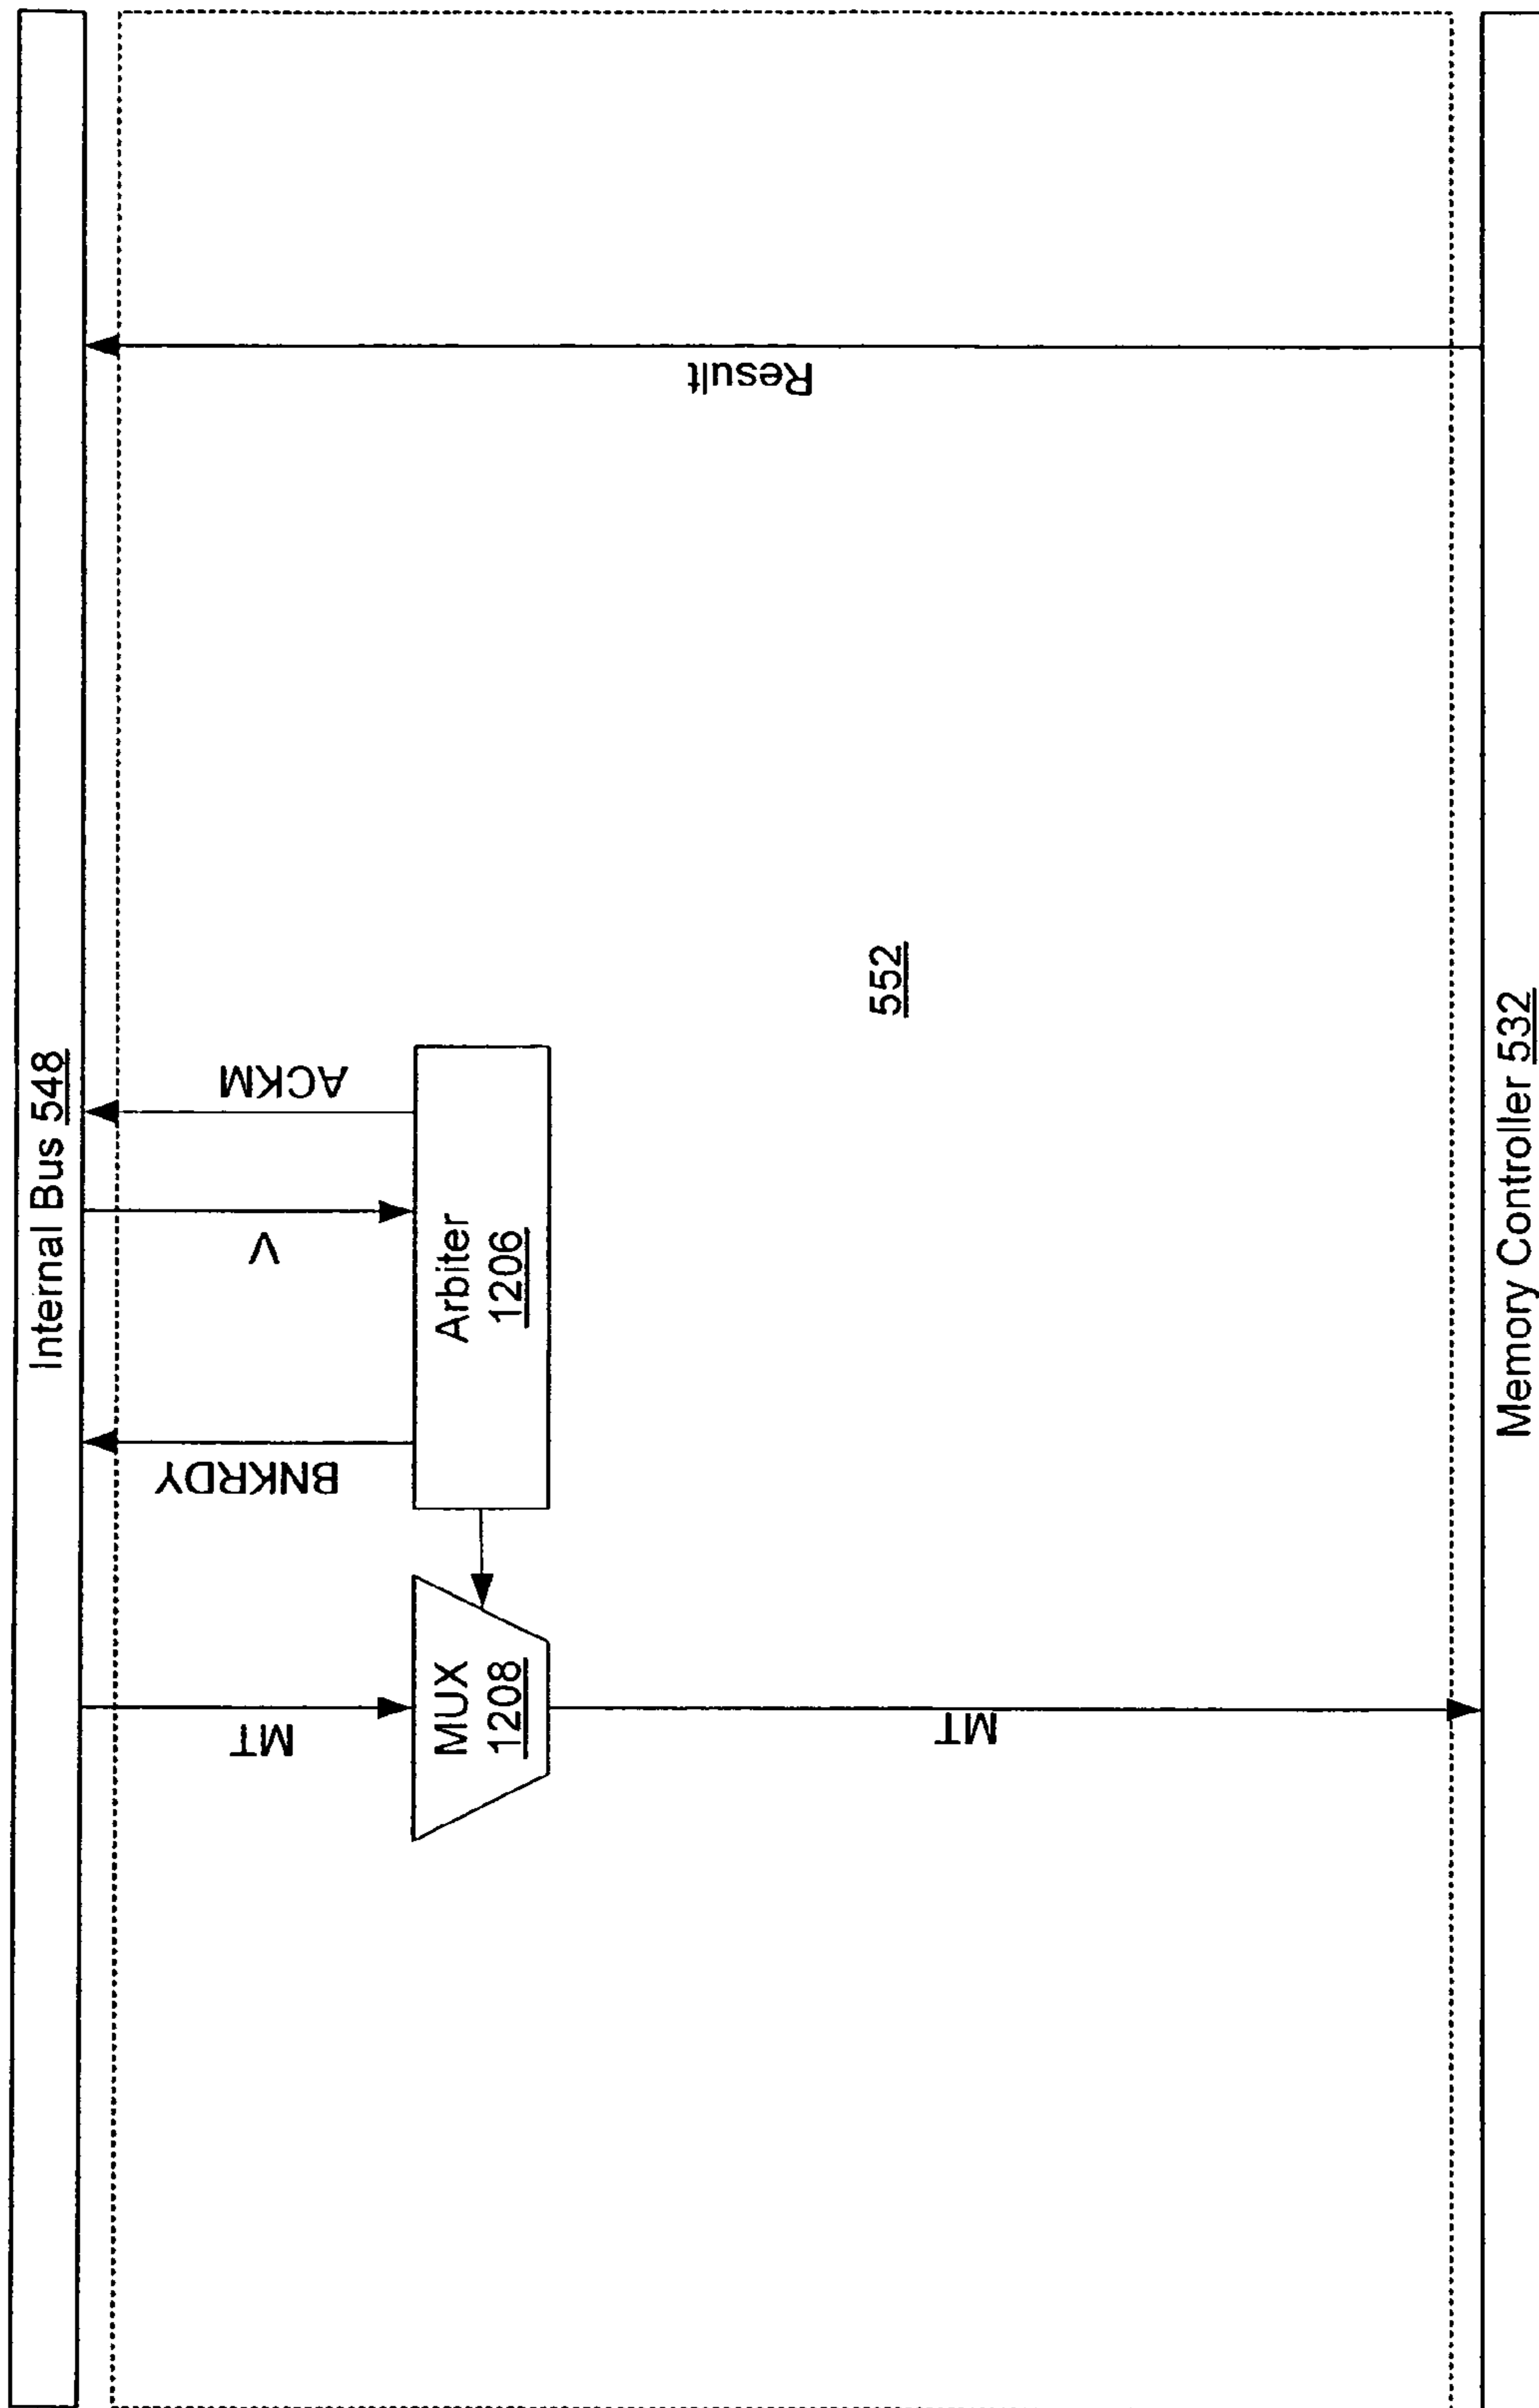 Internal Bus 548
MT
BNKRDY
V
ACKM
MUX
1208
Arbiter
1206
552
MT
Result
Memory Controller 532